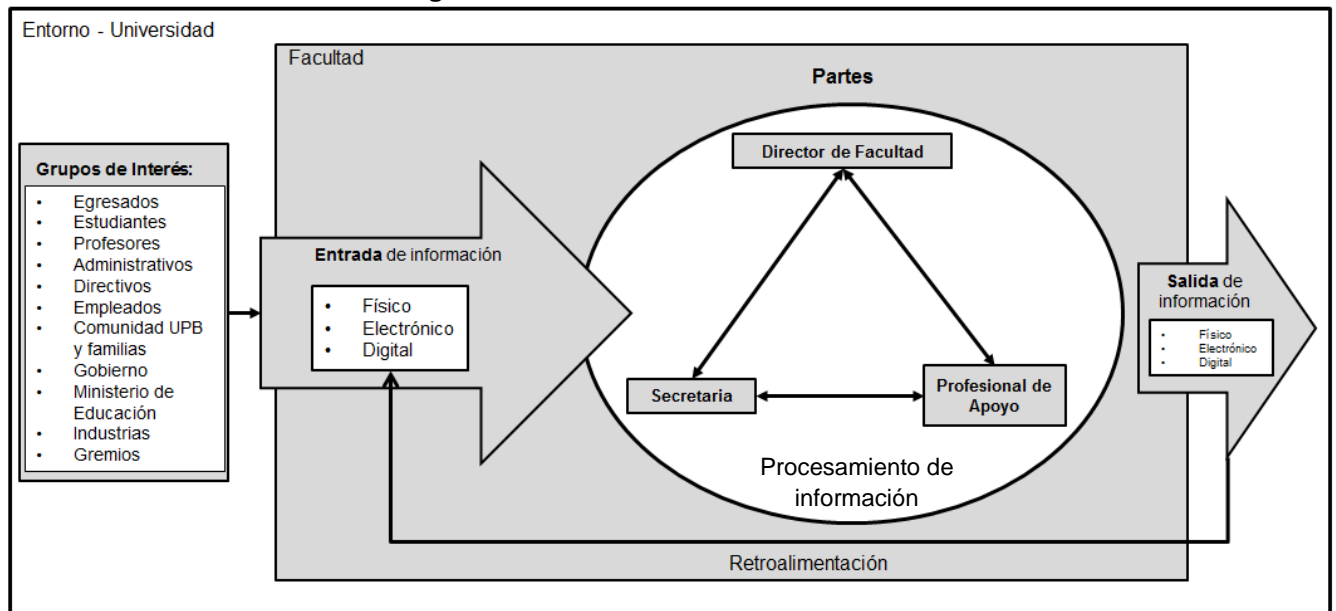 Entorno - Universidad
Facultad
Partes
Grupos de Interés:
• Egresados
• Estudiantes
• Profesores
• Administrativos
• Directivos
• Empleados
• Comunidad UPB
y familias
• Gobierno
• Ministerio de
Educación
• Industrias
• Gremios
Entrada de información
• Físico
• Electrónico
• Digital
Director de Facultad
Secretaria
Profesional de
Apoyo
Procesamiento de
información
Salida de
información
• Físico
• Electrónico
• Digital
Retroalimentación